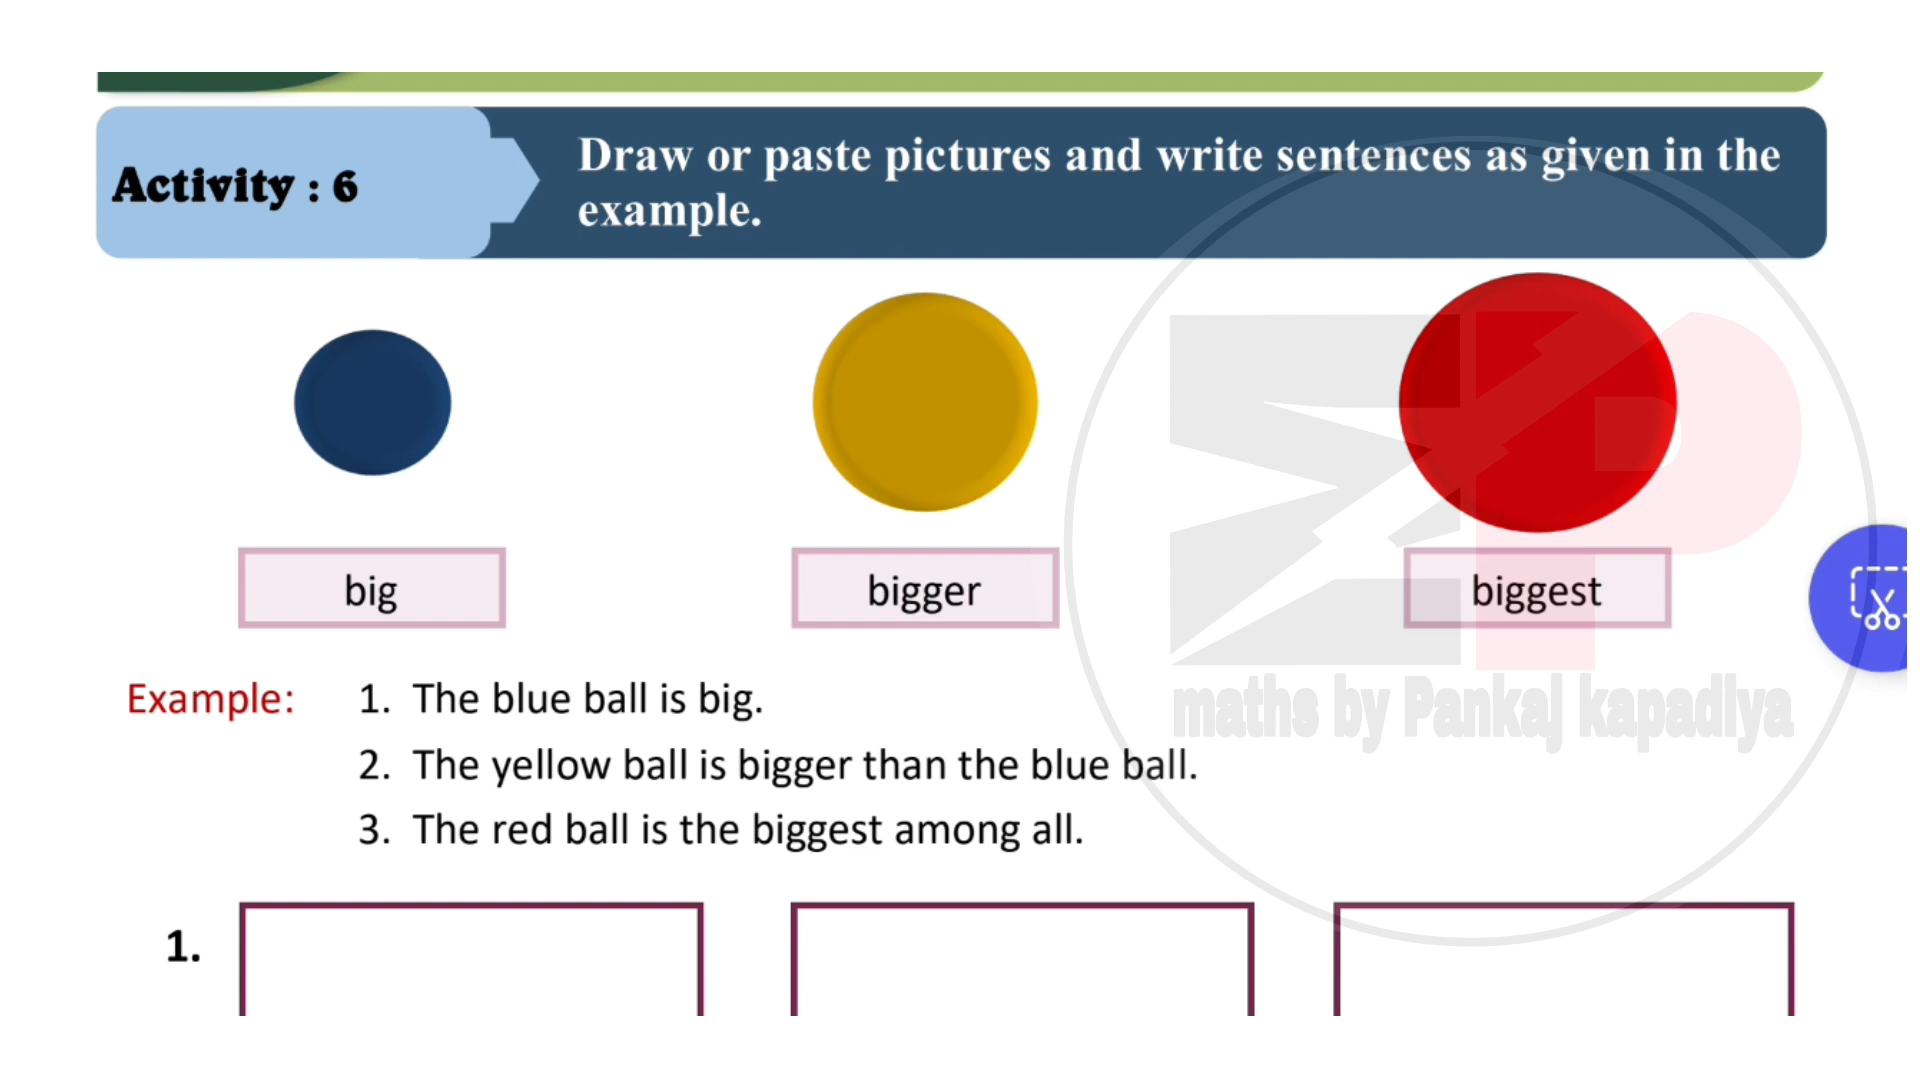 Activity : 6
Draw or paste pictures and write sentences as given in the
example.
big
bigger
biggest
Example:
1. The blue ball is big.
2. The yellow ball is bigger than the blue ball.
3. The red ball is the biggest among all.
maths by Pankaj kapadiya
1.